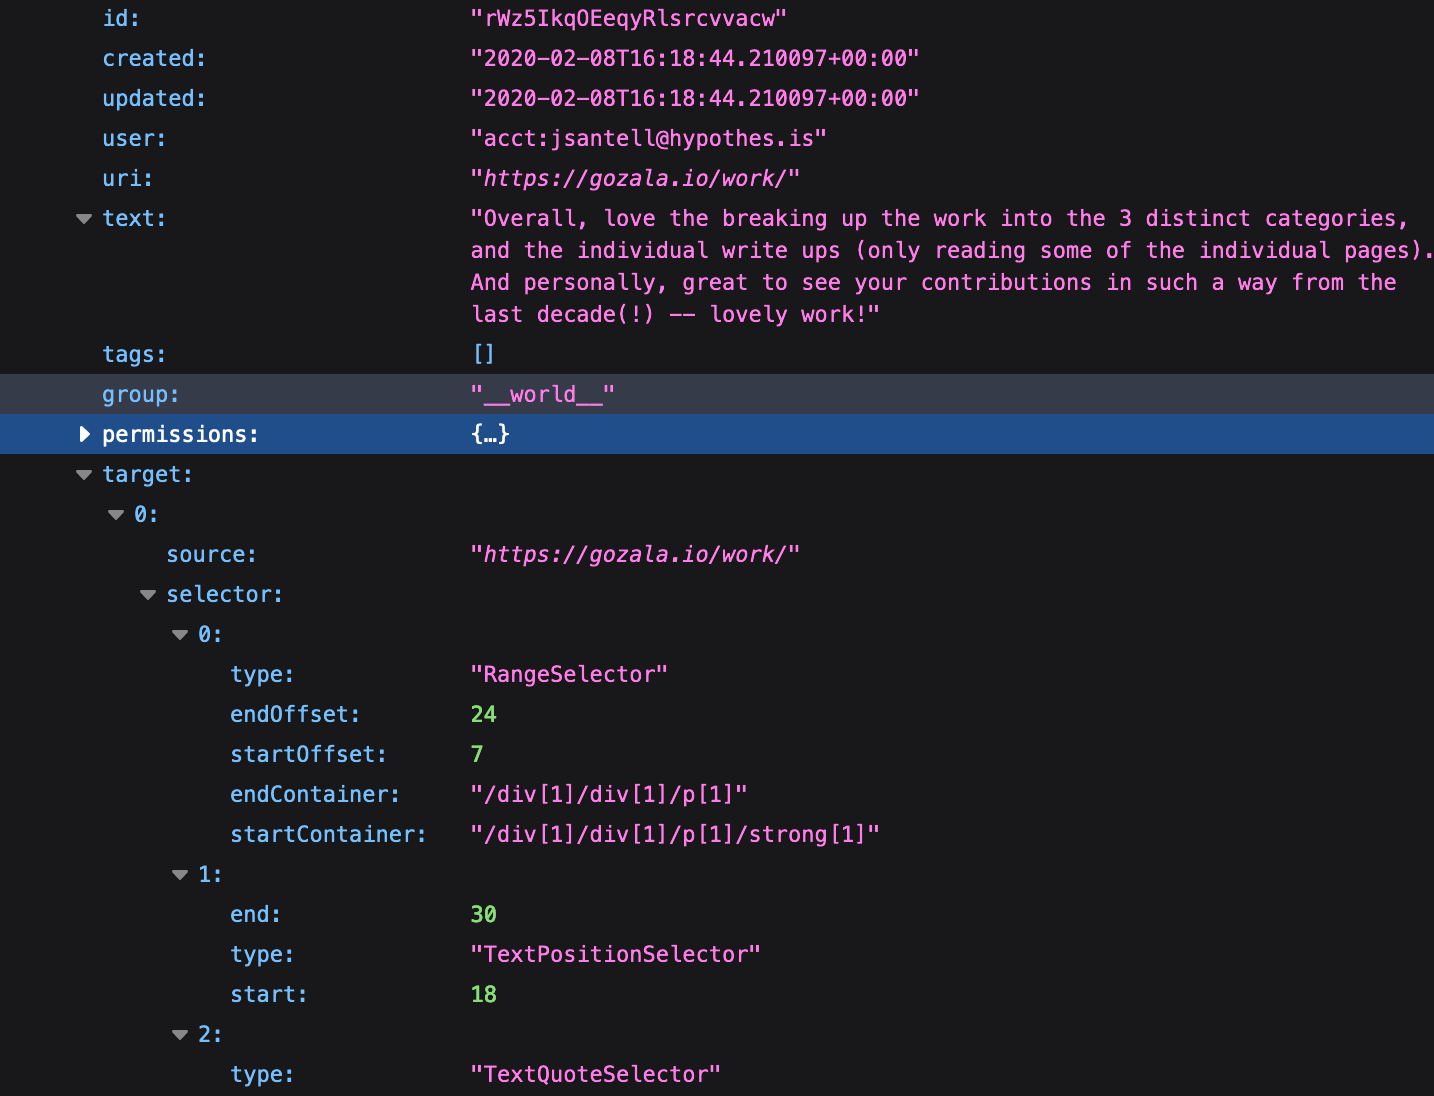 id: "rWz5IkqOEeqyRlsrcvvacw"
created: "2020-02-08T16:18:44.210097+00:00"
updated: "2020-02-08T16:18:44.210097+00:00"
user: "acct:jsantell@hypothes.is"
uri: "https://gozala.io/work/"
text: "Overall, love the breaking up the work into the 3 distinct categories,
and the individual write ups (only reading some of the individual pages).
And personally, great to see your contributions in such a way from the
last decade(!) -- lovely work!"
tags: []
group: "__world__"
permissions: {…}
target:
0:
source: "https://gozala.io/work/"
selector:
0:
type: "RangeSelector"
endOffset: 24
startOffset: 7
endContainer: "/div[1]/div[1]/p[1]"
startContainer: "/div[1]/div[1]/p[1]/strong[1]"
1:
end: 30
type: "TextPositionSelector"
start: 18
2:
type: "TextQuoteSelector"